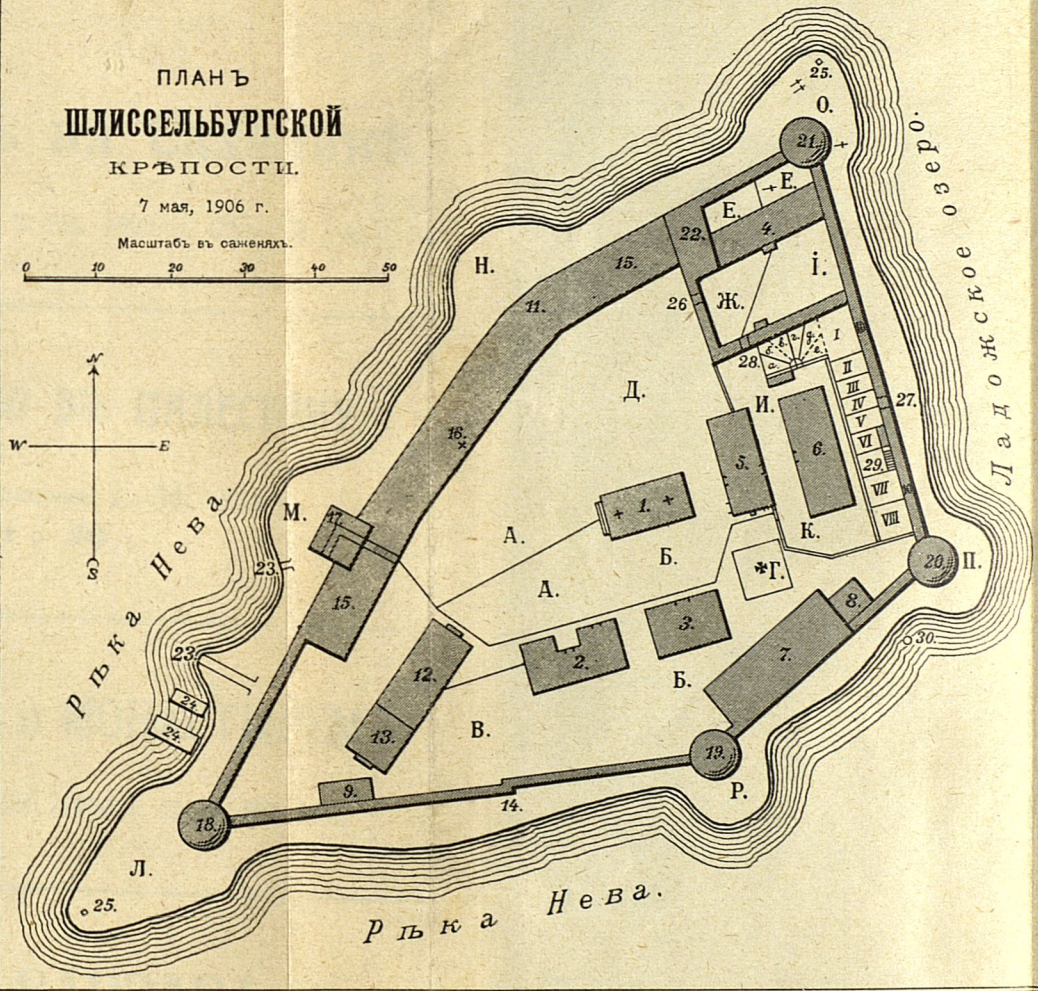 ПЛАНЪ
ШЛИССЕЛЬБУРГСКОЙ
КРѢПОСТИ.
7 мая, 1906 г.
Масштабъ въ саженяхъ.
0 10 20 30 40 50
N
W E
S
25.
О.
21.
Е.
Е.
4.
22.
Н.
15.
І.
Ж.
26
11.
28.
а. б. в. г. д. е.
I
II
III
IV
V
VI
29.
VII
VIII
27.
Ладожское озеро.
Д.
И.
16.
5.
6.
1.
К.
М.
17.
А.
Б.
23.
Рѣка Нева.
А.
Г.
20.
П.
15.
3.
8.
30.
23.
12.
2.
7.
24.
24.
Б.
13.
В.
19.
9.
14.
Р.
18.
Л.
25.
Рѣка Нева.